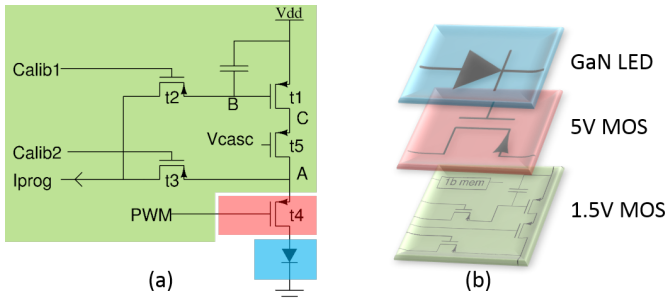 Vdd
Calib1
t2
B
t1
C
Vcasc
t5
Calib2
Iprog
t3
A
PWM
t4
(a)
GaN LED
5V MOS
1b mem
1.5V MOS
(b)